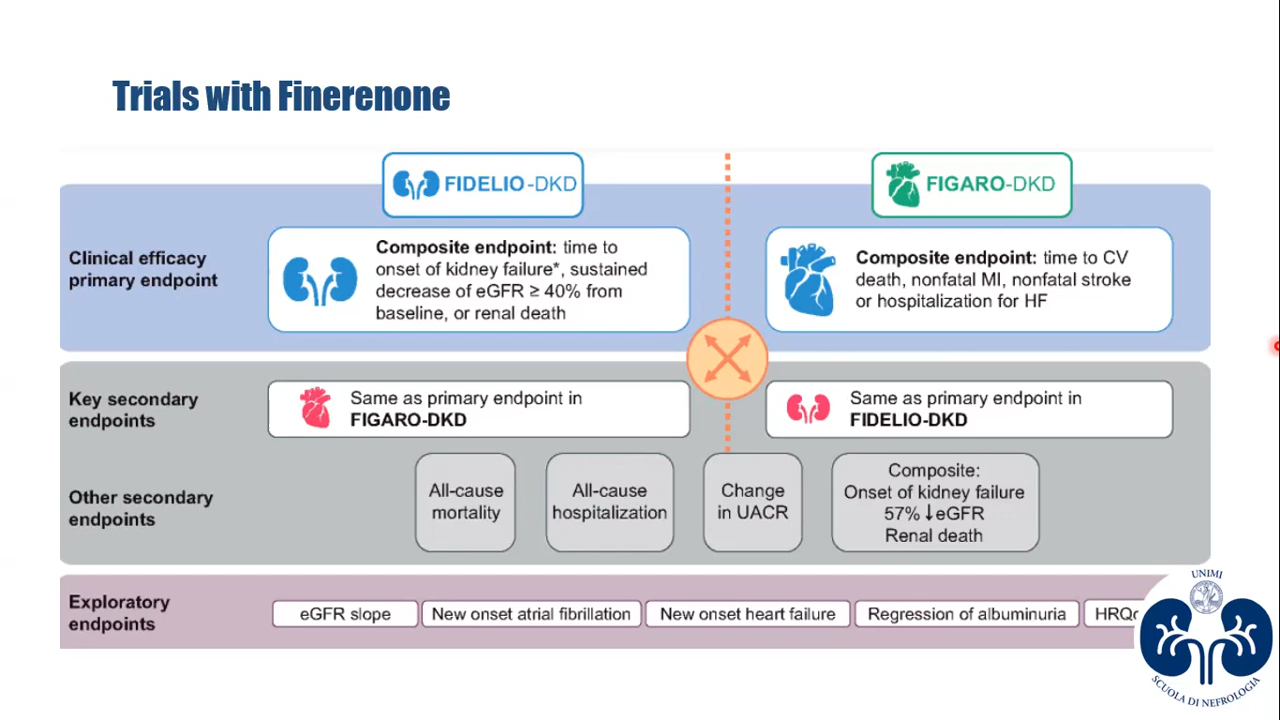 Trials with Finerenone
FIDELIO-DKD
FIGARO-DKD
Clinical efficacy
primary endpoint
Composite endpoint: time to
onset of kidney failure*, sustained
decrease of eGFR ≥ 40% from
baseline, or renal death
Composite endpoint: time to CV
death, nonfatal MI, nonfatal stroke
or hospitalization for HF
Key secondary
endpoints
Same as primary endpoint in
FIGARO-DKD
Same as primary endpoint in
FIDELIO-DKD
Other secondary
endpoints
All-cause
mortality
All-cause
hospitalization
Change
in UACR
Composite:
Onset of kidney failure
57% ↓eGFR
Renal death
Exploratory
endpoints
eGFR slope
New onset atrial fibrillation
New onset heart failure
Regression of albuminuria
UNIMI
SCUOLA DI NEFROLOGIA